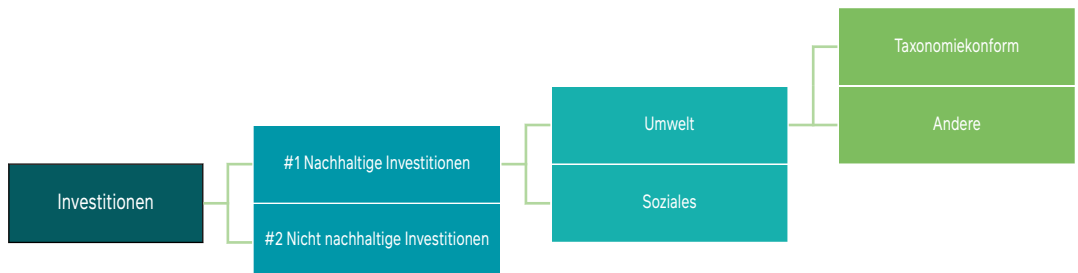 Investitionen
#1 Nachhaltige Investitionen
#2 Nicht nachhaltige Investitionen
Umwelt
Soziales
Taxonomiekonform
Andere